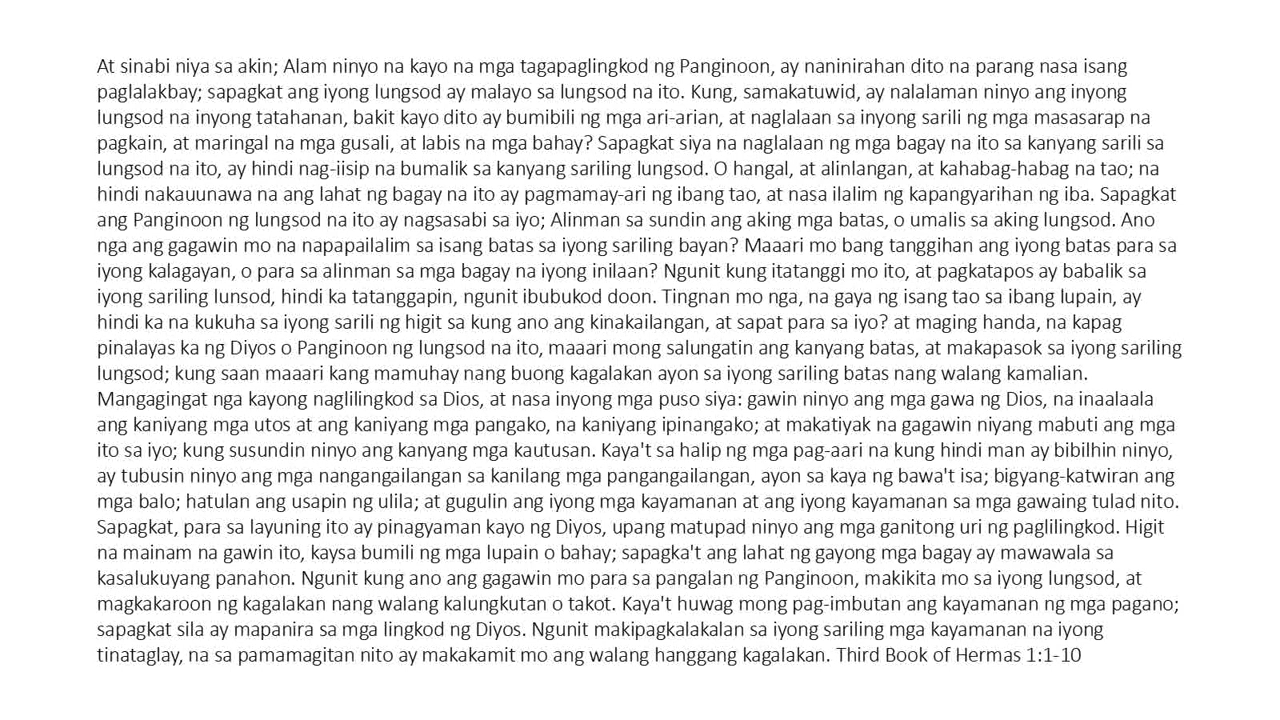 At sinabi niya sa akin; Alam ninyo na kayo na mga tagapaglingkod ng Panginoon, ay naninirahan dito na parang nasa isang
paglalakbay; sapagkat ang iyong lungsod ay malayo sa lungsod na ito. Kung, samakatuwid, ay nalalaman ninyo ang inyong
lungsod na inyong tatahanan, bakit kayo dito ay bumibili ng mga ari-arian, at naglalaan sa inyong sarili ng mga masasarap na
pagkain, at maringal na mga gusali, at labis na mga bahay? Sapagkat siya na naglalaan ng mga bagay na ito sa kanyang sarili sa
lungsod na ito, ay hindi nag-iisip na bumalik sa kanyang sariling lungsod. O hangal, at alinlangan, at kahabag-habag na tao; na
hindi nakauunawa na ang lahat ng bagay na ito ay pagmamay-ari ng ibang tao, at nasa ilalim ng kapangyarihan ng iba. Sapagkat
ang Panginoon ng lungsod na ito ay nagsasabi sa iyo; Alinman sa sundin ang aking mga batas, o umalis sa aking lungsod. Ano
nga ang gagawin mo na napapailalim sa isang batas sa iyong sariling bayan? Maaari mo bang tanggihan ang iyong batas para sa
iyong kalagayan, o para sa alinman sa mga bagay na iyong inilaan? Ngunit kung itatanggi mo ito, at pagkatapos ay babalik sa
iyong sariling lunsod, hindi ka tatanggapin, ngunit ibubukod doon. Tingnan mo nga, na gaya ng isang tao sa ibang lupain, ay
hindi ka na kukuha sa iyong sarili ng higit sa kung ano ang kinakailangan, at sapat para sa iyo? at maging handa, na kapag
pinalayas ka ng Diyos o Panginoon ng lungsod na ito, maaari mong salungatin ang kanyang batas, at makapasok sa iyong sariling
lungsod; kung saan maaari kang mamuhay nang buong kagalakan ayon sa iyong sariling batas nang walang kamalian.
Mangagingat nga kayong naglilingkod sa Dios, at nasa inyong mga puso siya: gawin ninyo ang mga gawa ng Dios, na inaalaala
ang kaniyang mga utos at ang kaniyang mga pangako, na kaniyang ipinangako; at makatiyak na gagawin niyang mabuti ang mga
ito sa iyo; kung susundin ninyo ang kanyang mga kautusan. Kaya't sa halip ng mga pag-aari na kung hindi man ay bibilhin ninyo,
ay tubusin ninyo ang mga nangangailangan sa kanilang mga pangangailangan, ayon sa kaya ng bawa't isa; bigyang-katwiran ang
mga balo; hatulan ang usapin ng ulila; at gugulin ang iyong mga kayamanan at ang iyong kayamanan sa mga gawaing tulad nito.
Sapagkat, para sa layuning ito ay pinagyaman kayo ng Diyos, upang matupad ninyo ang mga ganitong uri ng paglilingkod. Higit
na mainam na gawin ito, kaysa bumili ng mga lupain o bahay; sapagka't ang lahat ng gayong mga bagay ay mawawala sa
kasalukuyang panahon. Ngunit kung ano ang gagawin mo para sa pangalan ng Panginoon, makikita mo sa iyong lungsod, at
magkakaroon ng kagalakan nang walang kalungkutan o takot. Kaya't huwag mong pag-imbutan ang kayamanan ng mga pagano;
sapagkat sila ay mapanira sa mga lingkod ng Diyos. Ngunit makipagkalakalan sa iyong sariling mga kayamanan na iyong
tinataglay, na sa pamamagitan nito ay makakamit mo ang walang hanggang kagalakan. Third Book of Hermas 1:1-10